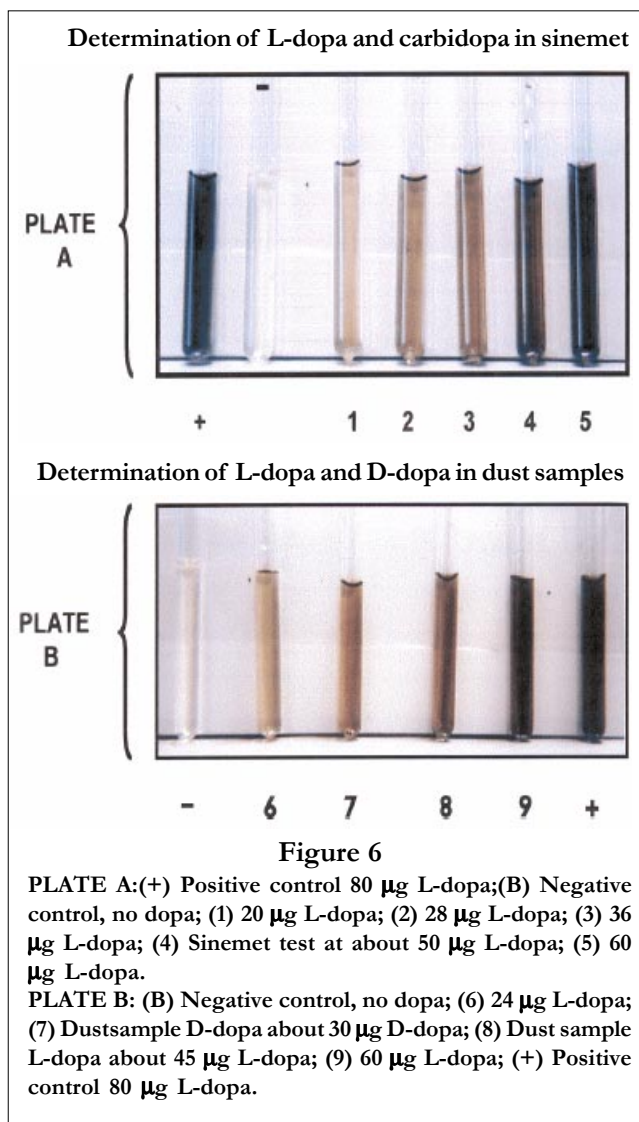 Determination of L-dopa and carbidopa in sinemet
-
PLATE
A
+ 1 2 3 4 5
Determination of L-dopa and D-dopa in dust samples
PLATE
B
- 6 7 8 9 +
Figure 6
PLATE A:(+) Positive control 80 µg L-dopa;(B) Negative
control, no dopa; (1) 20 µg L-dopa; (2) 28 µg L-dopa; (3) 36
µg L-dopa; (4) Sinemet test at about 50 µg L-dopa; (5) 60
µg L-dopa.
PLATE B: (B) Negative control, no dopa; (6) 24 µg L-dopa;
(7) Dustsample D-dopa about 30 µg D-dopa; (8) Dust sample
L-dopa about 45 µg L-dopa; (9) 60 µg L-dopa; (+) Positive
control 80 µg L-dopa.